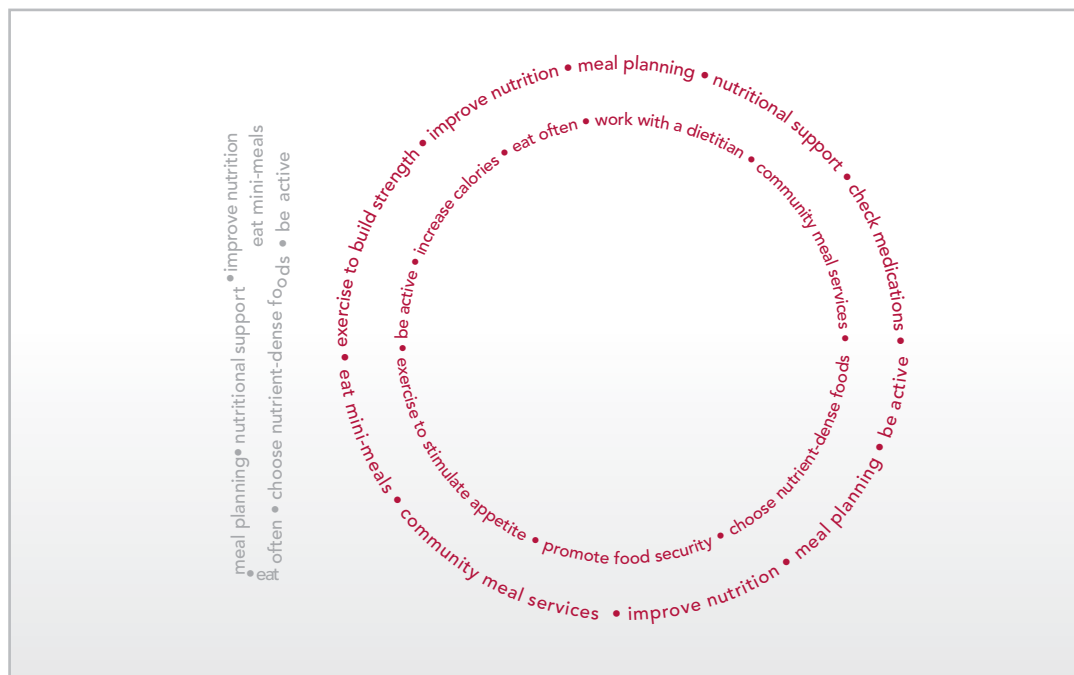 meal planning• nutritional support •improve nutrition
eat mini-meals
•eat
often • choose nutrient-dense foods • be active
exercise to build strength • improve nutrition • meal planning • nutritional support • check medications • be active • meal planning • improve nutrition • community meal services • eat mini-meals •
be active • increase calories • eat often • work with a dietitian • community meal services • choose nutrient-dense foods • promote food security • exercise to stimulate appetite •